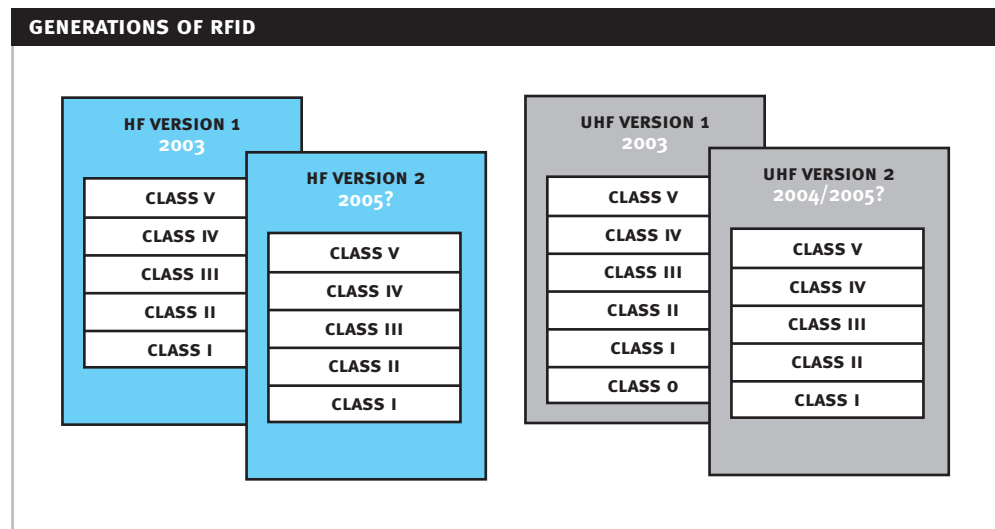 GENERATIONS OF RFID
HF VERSION 1
2003
CLASS V
CLASS IV
CLASS III
CLASS II
CLASS I
HF VERSION 2
2005?
CLASS V
CLASS IV
CLASS III
CLASS II
CLASS I
UHF VERSION 1
2003
CLASS V
CLASS IV
CLASS III
CLASS II
CLASS I
CLASS 0
UHF VERSION 2
2004/2005?
CLASS V
CLASS IV
CLASS III
CLASS II
CLASS I